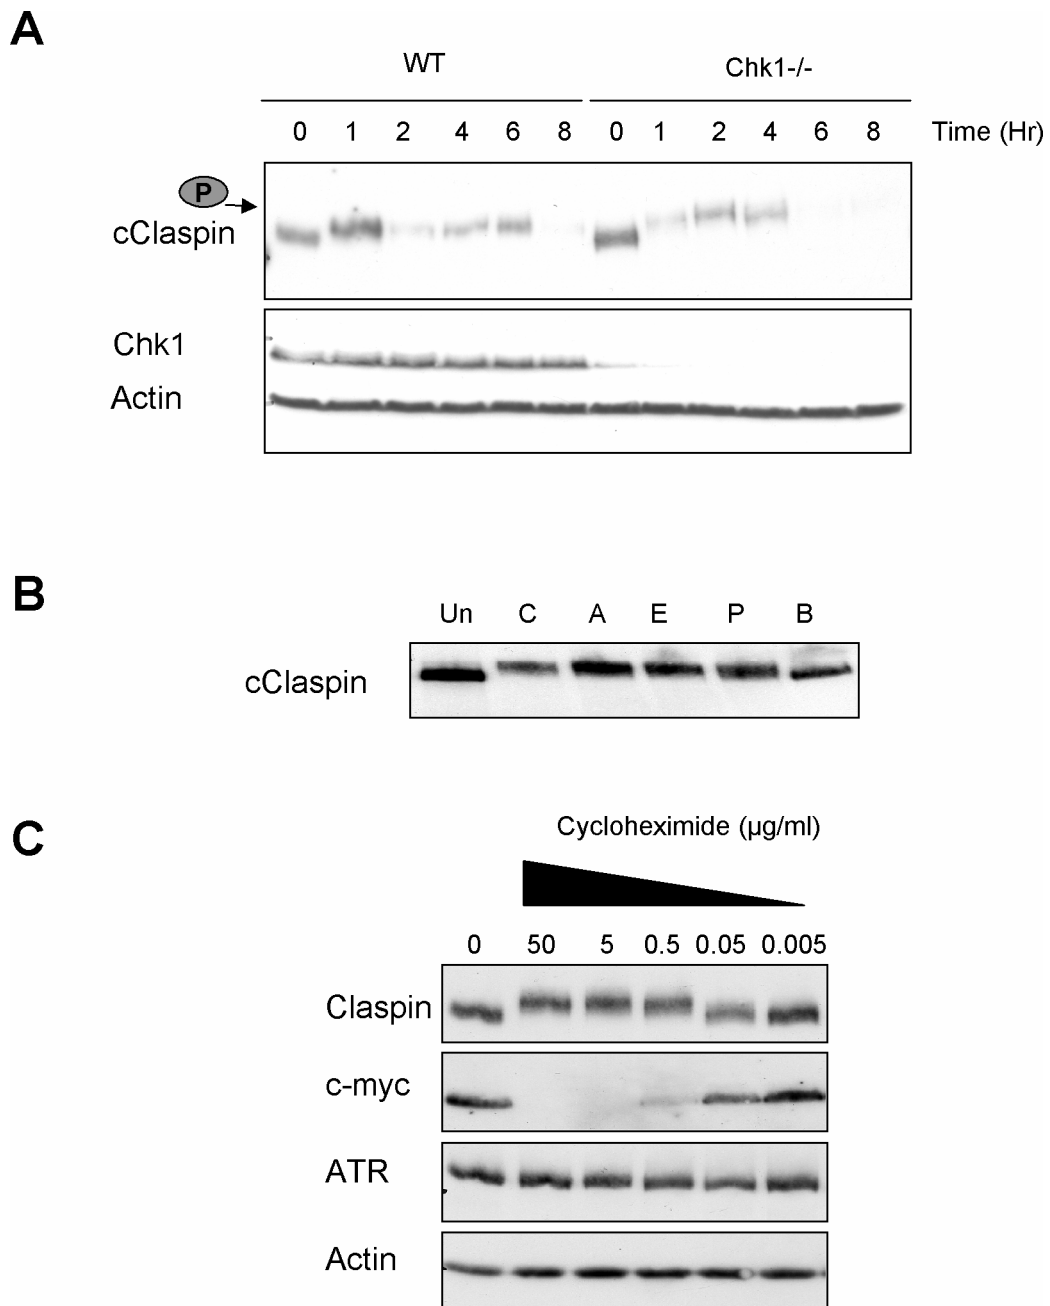 A
WT
Chk1-/-
0 1 2 4 6 8 0 1 2 4 6 8 Time (Hr)
P
cClaspin
Chk1
Actin
B
Un C A E P B
cClaspin
C
Cycloheximide (µg/ml)
0 50 5 0.5 0.05 0.005
Claspin
c-myc
ATR
Actin